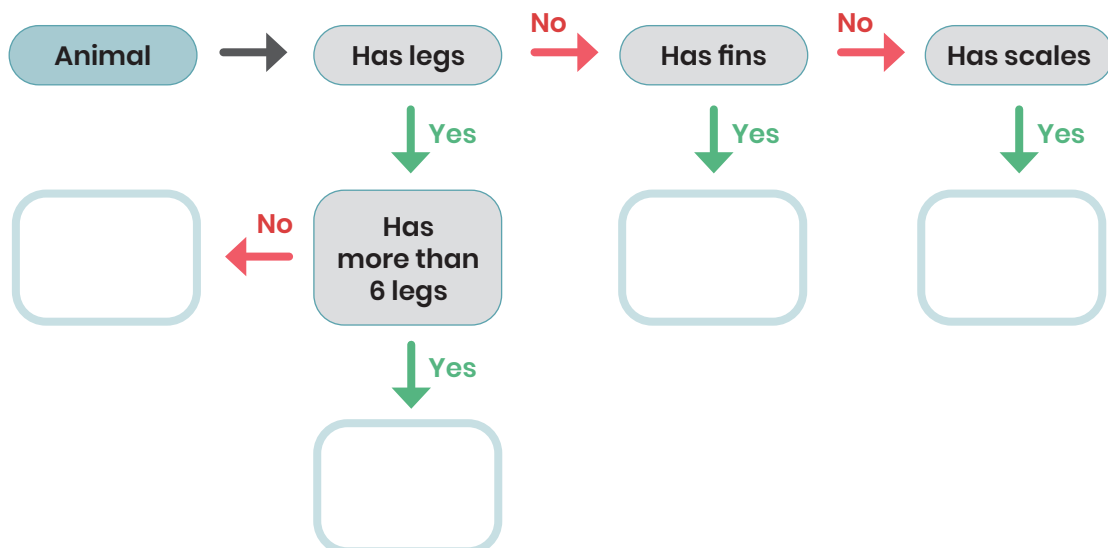 No
No
Animal
Has legs
Has fins
Has scales
Yes
Yes
Yes
No
Has
more than
6 legs
Yes